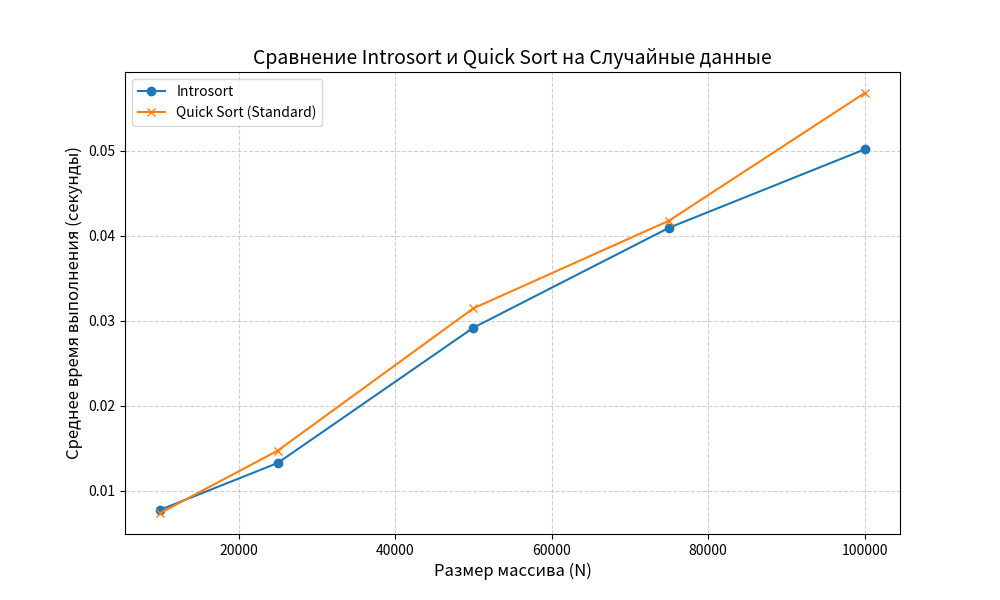 Сравнение Introsort и Quick Sort на Случайные данные
Introsort
Quick Sort (Standard)
Среднее время выполнения (секунды)
0.05
0.04
0.03
0.02
0.01
20000 40000 60000 80000 100000
Размер массива (N)